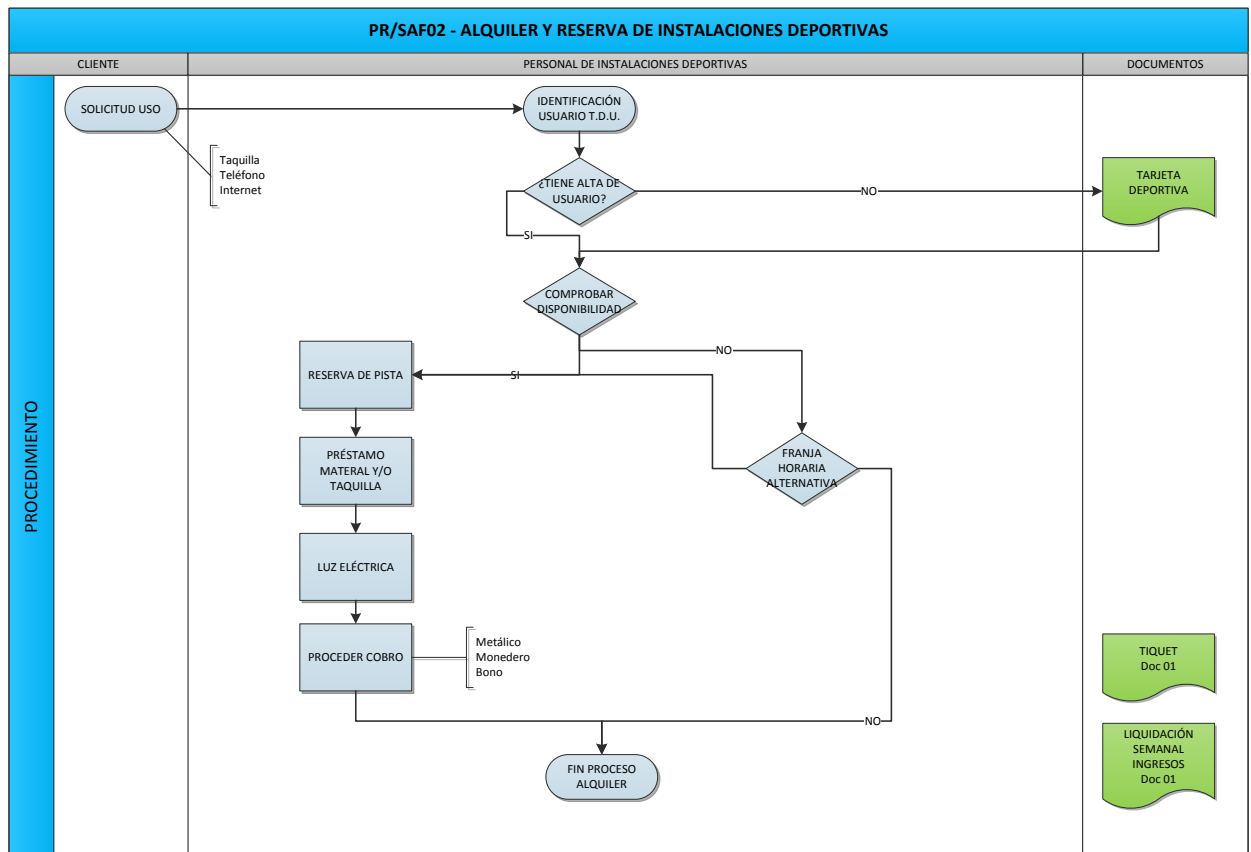 PR/SAF02 - ALQUILER Y RESERVA DE INSTALACIONES DEPORTIVAS
CLIENTE
PERSONAL DE INSTALACIONES DEPORTIVAS
DOCUMENTOS
PROCEDIMIENTO
SOLICITUD USO
Taquilla
Teléfono
Internet
IDENTIFICACIÓN
USUARIO T.D.U.
¿TIENE ALTA DE
USUARIO?
NO
TARJETA
DEPORTIVA
SI
COMPROBAR
DISPONIBILIDAD
NO
SI
RESERVA DE PISTA
PRÉSTAMO
MATERAL Y/O
TAQUILLA
FRANJA
HORARIA
ALTERNATIVA
LUZ ELÉCTRICA
PROCEDER COBRO
Metálico
Monedero
Bono
TIQUET
Doc 01
NO
LIQUIDACIÓN
SEMANAL
INGRESOS
Doc 01
FIN PROCESO
ALQUILER